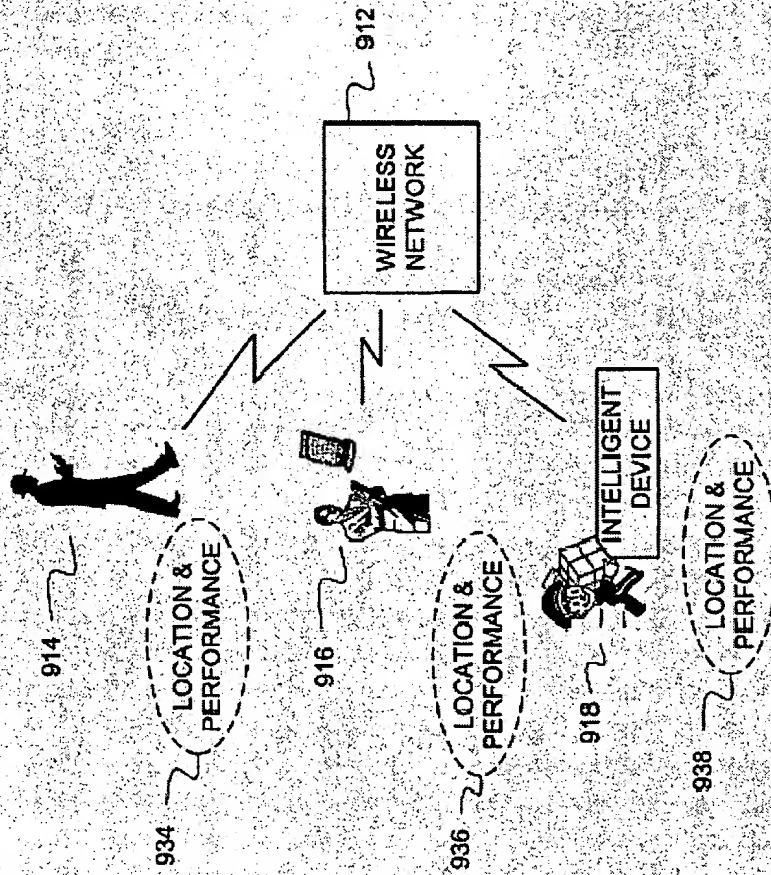 912
WIRELESS
NETWORK
914
LOCATION &
PERFORMANCE
934
916
LOCATION &
PERFORMANCE
936
INTELLIGENT
DEVICE
918
LOCATION &
PERFORMANCE
938